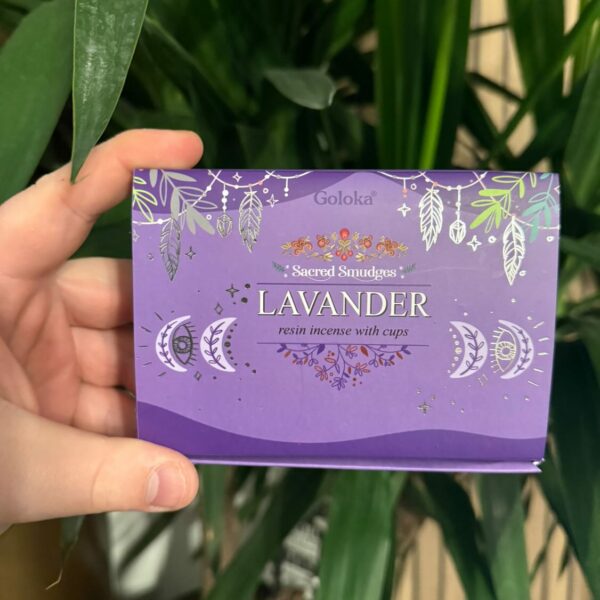 Goloka®
Sacred Smudges
LAVANDER
resin incense with cups